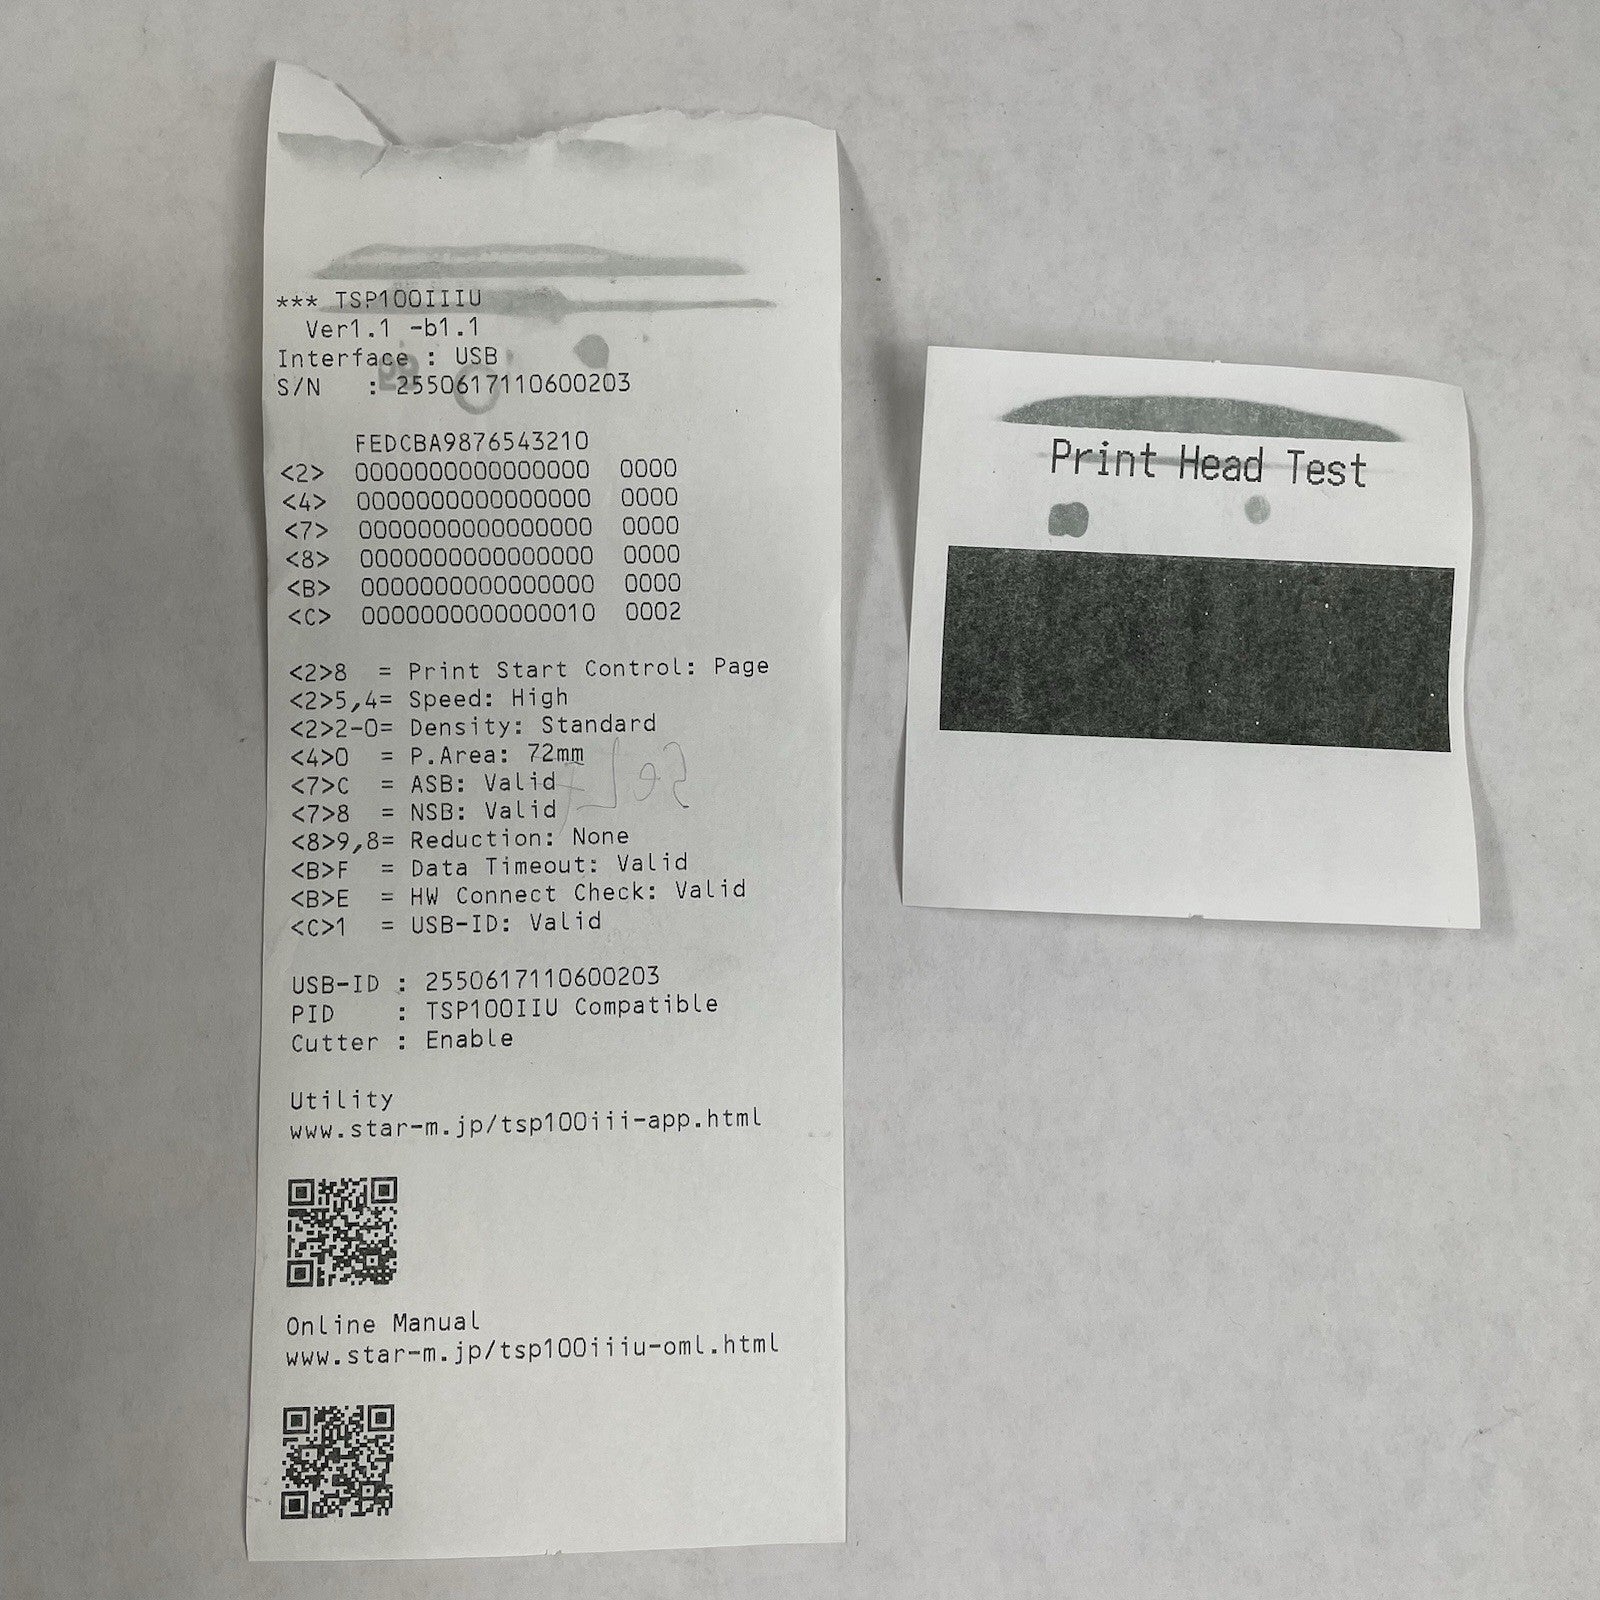 *** TSP100IIIU
Ver1.1 -b1.1
Interface : USB
S/N : 2550617110600203
FEDCBA9876543210
<2> 0000000000000000 0000
<4> 0000000000000000 0000
<7> 0000000000000000 0000
<8> 0000000000000000 0000
<B> 0000000000000000 0000
<C> 0000000000000010 0002
<2>8 = Print Start Control: Page
<2>5,4= Speed: High
<2>2-0= Density: Standard
<4>0 = P.Area: 72mm
<7>C = ASB: Valid
<7>8 = NSB: Valid
<8>9,8= Reduction: None
<B>F = Data Timeout: Valid
<B>E = HW Connect Check: Valid
<C>1 = USB-ID: Valid
USB-ID : 2550617110600203
PID : TSP100IIU Compatible
Cutter : Enable
Utility
www.star-m.jp/tsp100iii-app.html
Online Manual
www.star-m.jp/tsp100iiiu-oml.html
Print Head Test